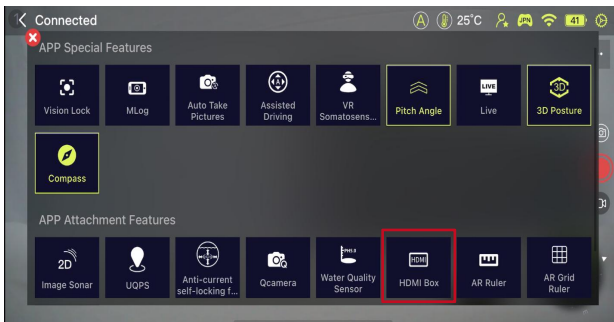 Connected
A
25°C
JPN
41
APP Special Features
Vision Lock
MLog
Auto Take
Pictures
A
Assisted
Driving
VR
Somatosens...
Pitch Angle
LIVE
Live
3D
3D Posture
Compass
APP Attachment Features
2D
Image Sonar
UQPS
Anti-current
self-locking f...
Qcamera
Water Quality
Sensor
HDMI
HDMI Box
AR Ruler
AR Grid
Ruler